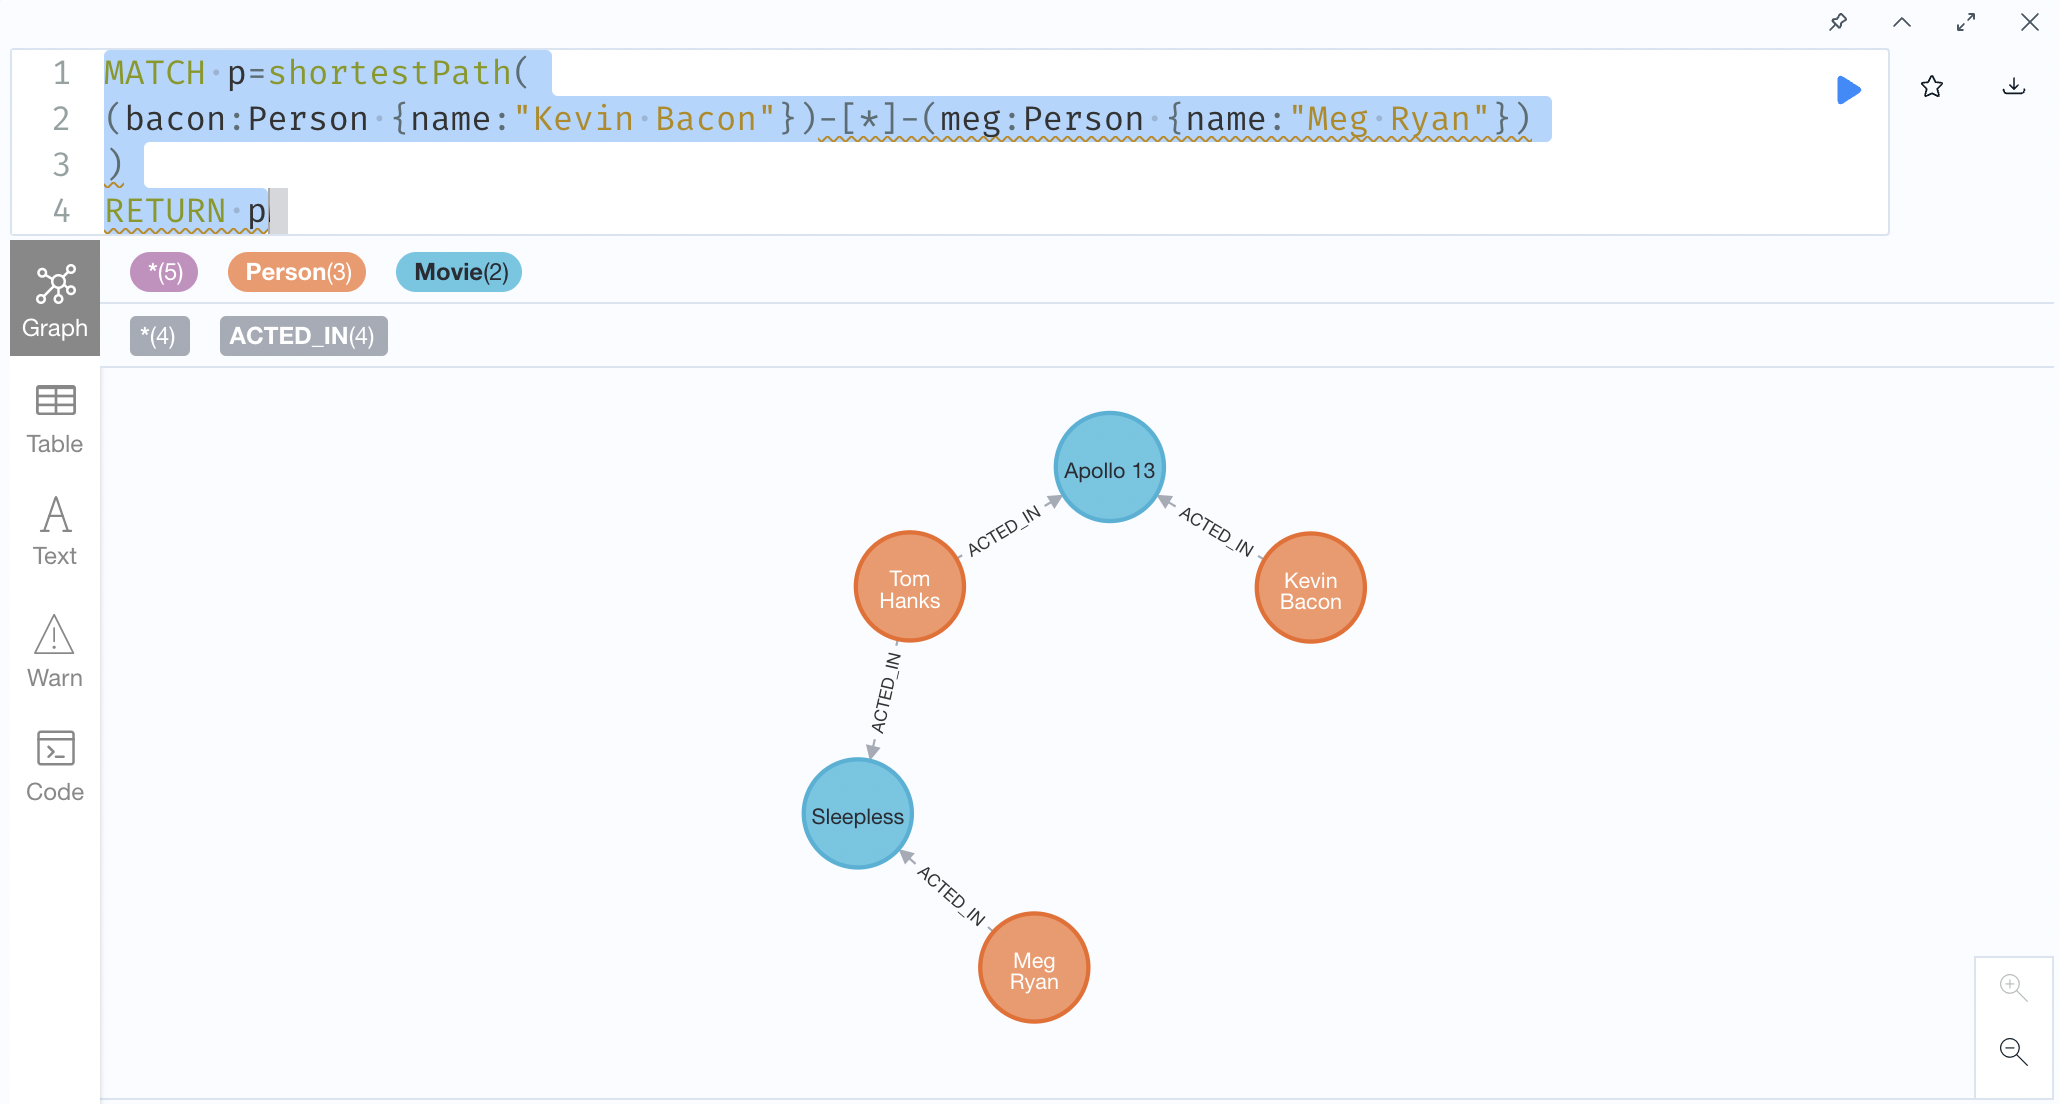 1 MATCH p=shortestPath(
2 (bacon:Person {name:"Kevin Bacon"})-[*]-(meg:Person {name:"Meg Ryan"})
3 )
4 RETURN p
*(5) Person(3) Movie(2)
*(4) ACTED_IN(4)
Graph
Table
Text
Warn
Code
Apollo 13
ACTED_IN
ACTED_IN
Tom
Hanks
Kevin
Bacon
ACTED_IN
Sleepless
ACTED_IN
Meg
Ryan